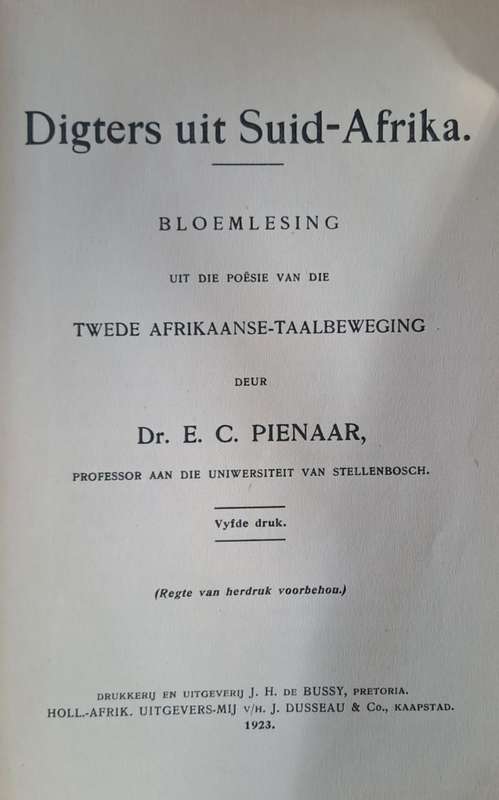 Digters uit Suid-Afrika.
BLOEMLESING
UIT DIE POËSIE VAN DIE
TWEDE AFRIKAANSE-TAALBEWEGING
DEUR
Dr. E. C. PIENAAR,
PROFESSOR AAN DIE UNIWERSITEIT VAN STELLENBOSCH.
Vyfde druk.
(Regte van herdruk voorbehou.)
DRUKKERIJ EN UITGEVERIJ J. H. DE BUSSY, PRETORIA.
HOLL.-AFRIK. UITGEVERS-MIJ V/H. J. DUSSEAU & Co., KAAPSTAD.
1923.